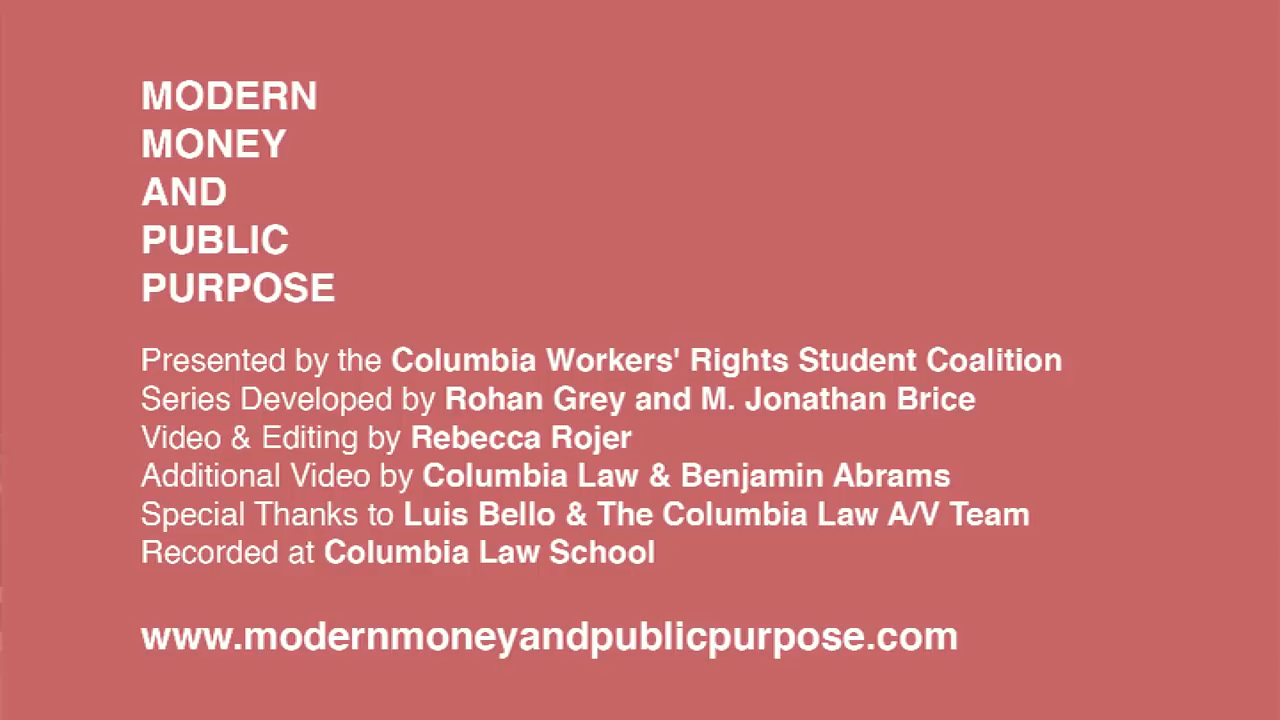 MODERN
MONEY
AND
PUBLIC
PURPOSE
Presented by the Columbia Workers' Rights Student Coalition
Series Developed by Rohan Grey and M. Jonathan Brice
Video & Editing by Rebecca Rojer
Additional Video by Columbia Law & Benjamin Abrams
Special Thanks to Luis Bello & The Columbia Law A/V Team
Recorded at Columbia Law School
www.modernmoneyandpublicpurpose.com